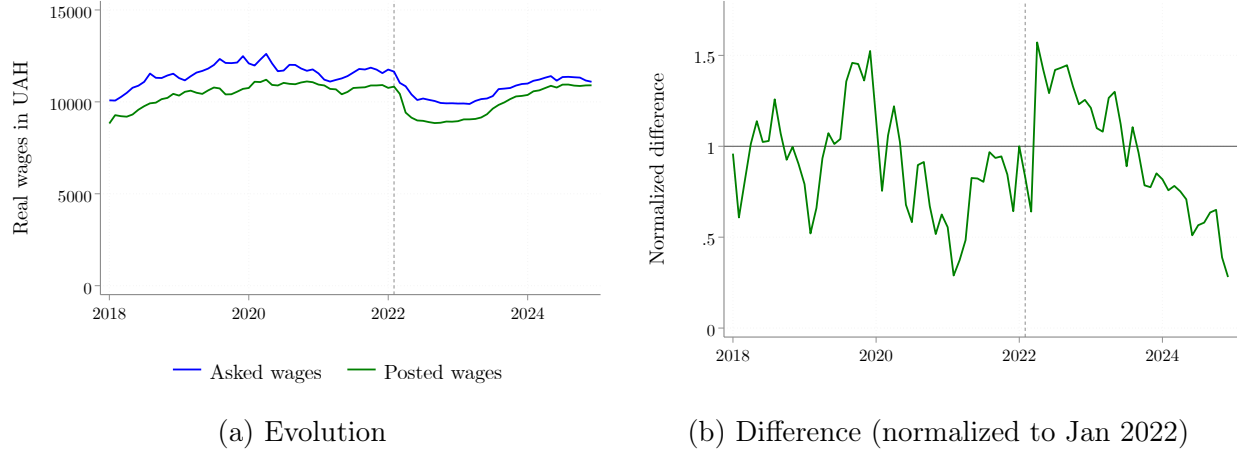 Real wages in UAH
15000
10000
5000
0
2018
2020
2022
2024
Asked wages
Posted wages
(a) Evolution
Normalized difference
1.5
1
.5
0
2018
2020
2022
2024
(b) Difference (normalized to Jan 2022)